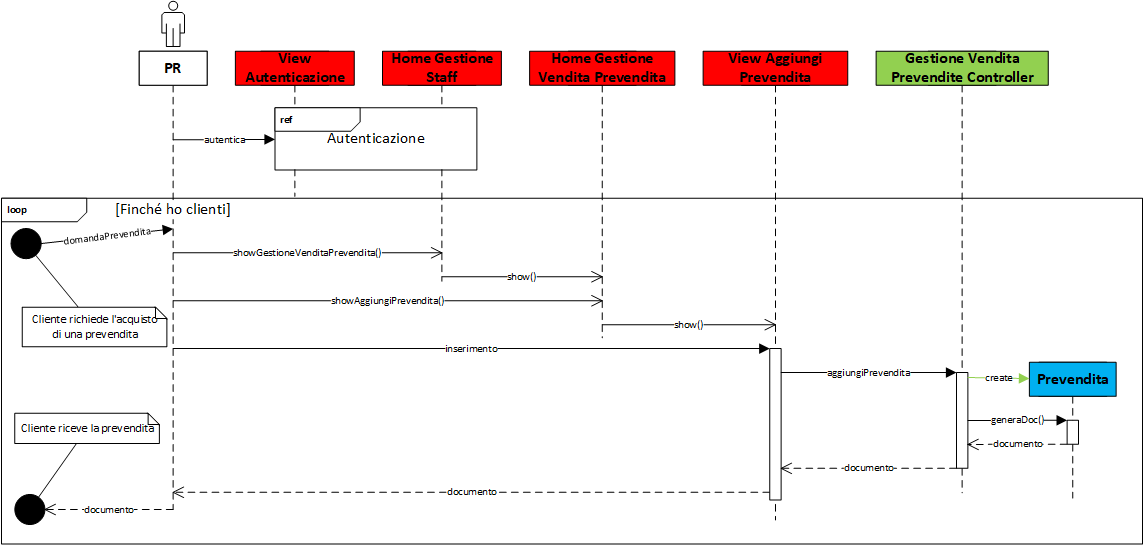 PR
View
Autenticazione
Home Gestione
Staff
Home Gestione
Vendita Prevendita
View Aggiungi
Prevendita
Gestione Vendita
Prevendite Controller
ref
autentica
Autenticazione
loop
[Finché ho clienti]
domandaPrevendita
showGestioneVenditaPrevendita()
show()
showAggiungiPrevendita()
Cliente richiede l'acquisto
di una prevendita
show()
inserimento
aggiungiPrevendita
create
Prevendita
generaDoc()
Cliente riceve la prevendita
documento
documento
documento
documento